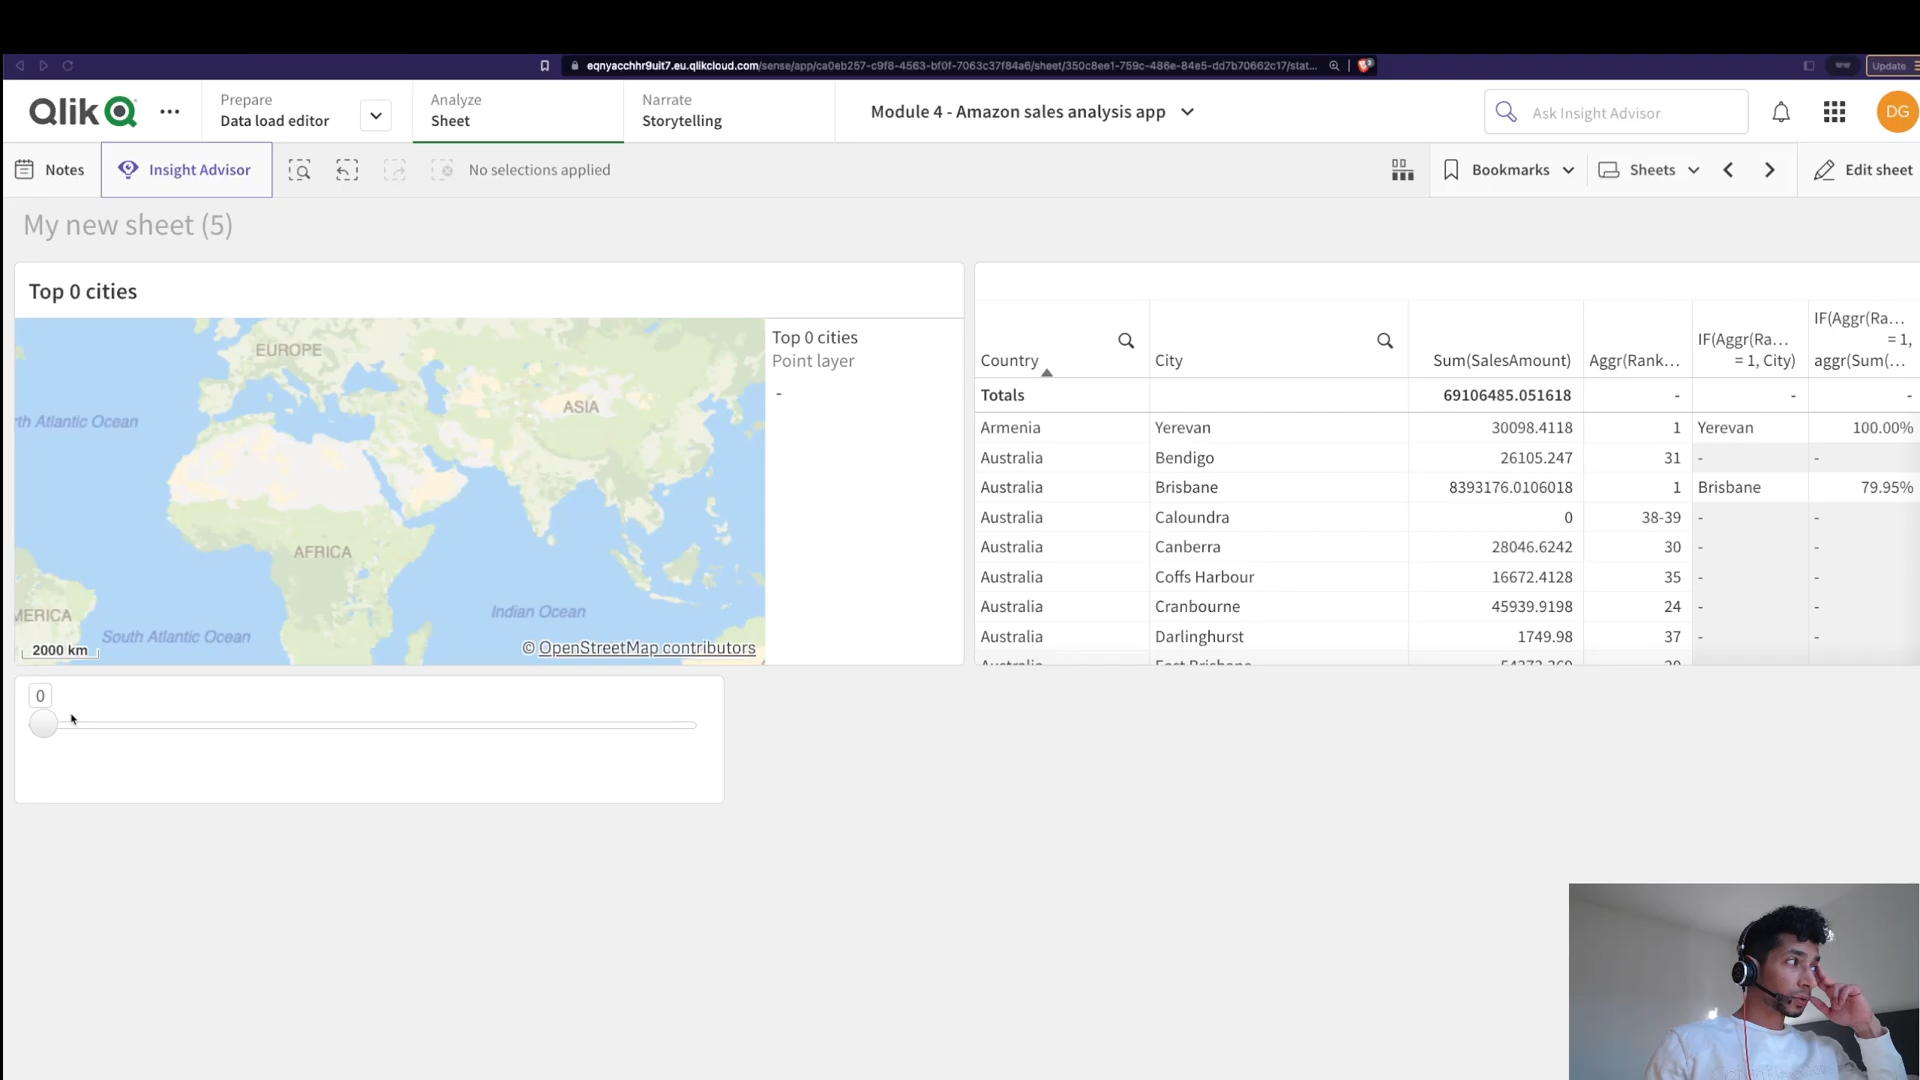 eqnyacchhr9ult7.eu.qlikcloud.com/sense/app/ca0eb257-c9f8-4563-bf0f-7063c37f84a6/sheet/350c8ee1-759c-486e-84e5-dd7b70662c17/stat...
Update
Qlik
Prepare
Data load editor
Analyze
Sheet
Narrate
Storytelling
Module 4 - Amazon sales analysis app
Ask Insight Advisor
DG
Notes
Insight Advisor
No selections applied
Bookmarks
Sheets
Edit sheet
My new sheet (5)
Top 0 cities
EUROPE
ASIA
th Atlantic Ocean
AFRICA
Indian Ocean
MERICA
South Atlantic Ocean
2000 km
© OpenStreetMap contributors
Top 0 cities
Point layer
-
Country City Sum(SalesAmount) Aggr(Rank... IF(Aggr(Ra... = 1, City) IF(Aggr(Ra... = 1, aggr(Sum(...
Totals 69106485.051618 - - -
Armenia Yerevan 30098.4118 1 Yerevan 100.00%
Australia Bendigo 26105.247 31 - -
Australia Brisbane 8393176.0106018 1 Brisbane 79.95%
Australia Caloundra 0 38-39 - -
Australia Canberra 28046.6242 30 - -
Australia Coffs Harbour 16672.4128 35 - -
Australia Cranbourne 45939.9198 24 - -
Australia Darlinghurst 1749.98 37 - -
0